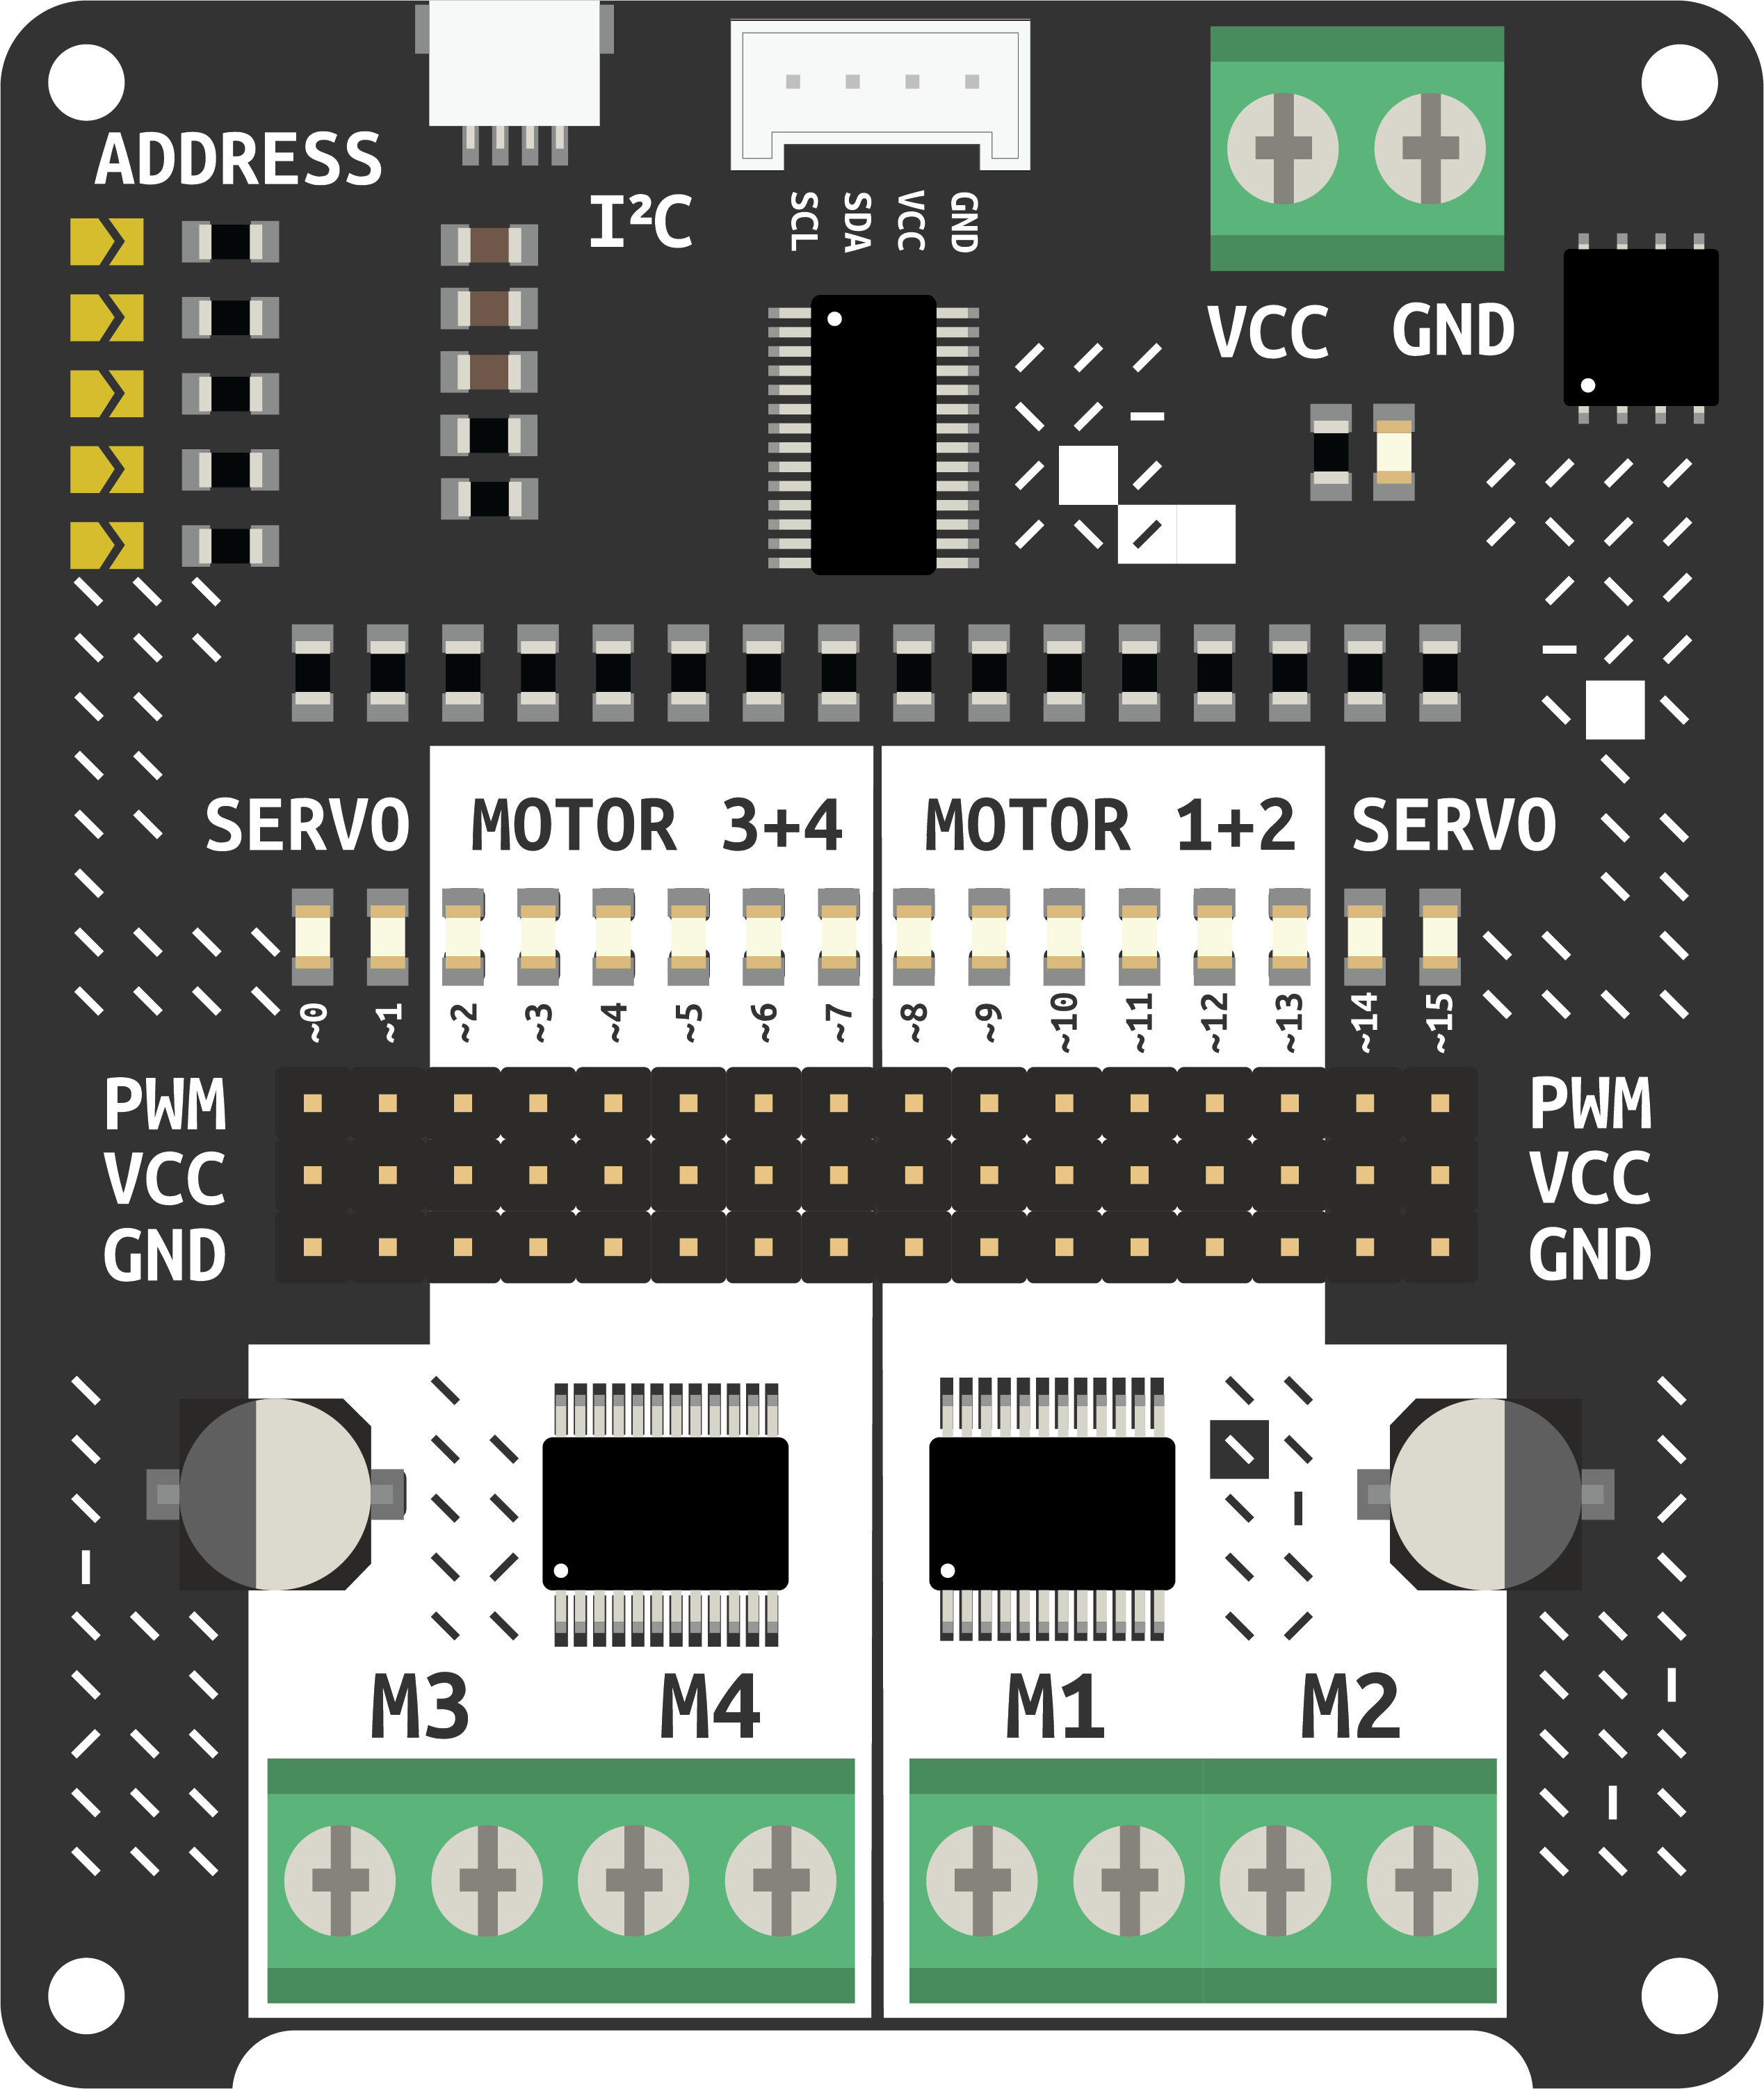 ADDRESS
I²C
SCL
SDA
VCC
GND
VCC GND
SERVO MOTOR 3+4 MOTOR 1+2 SERVO
~0 ~1 ~2 ~3 ~4 ~5 ~6 ~7 ~8 ~9 ~10 ~11 ~12 ~13 ~14 ~15
PWM PWM
VCC VCC
GND GND
M3 M4 M1 M2